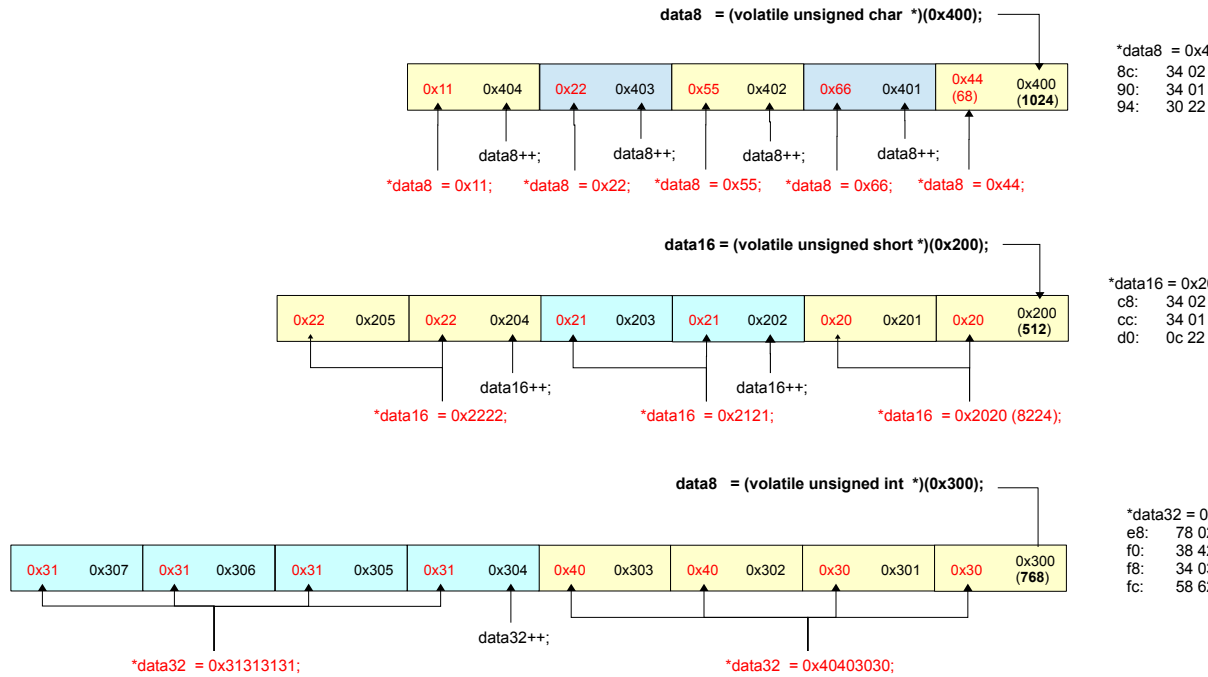 data8 = (volatile unsigned char *)(0x400);
*data8 = 0x4
0x11 0x404 0x22 0x403 0x55 0x402 0x66 0x401 0x44 0x400
(68) (1024)
8c: 34 02
90: 34 01
94: 30 22
data8++; data8++; data8++; data8++;
*data8 = 0x11; *data8 = 0x22; *data8 = 0x55; *data8 = 0x66; *data8 = 0x44;
data16 = (volatile unsigned short *)(0x200);
*data16 = 0x20
0x22 0x205 0x22 0x204 0x21 0x203 0x21 0x202 0x20 0x201 0x20 0x200
(512)
c8: 34 02
cc: 34 01
d0: 0c 22
data16++; data16++;
*data16 = 0x2222; *data16 = 0x2121; *data16 = 0x2020 (8224);
data8 = (volatile unsigned int *)(0x300);
*data32 = 0
0x31 0x307 0x31 0x306 0x31 0x305 0x31 0x304 0x40 0x303 0x40 0x302 0x30 0x301 0x30 0x300
(768)
e8: 78 02
f0: 38 42
f8: 34 03
fc: 58 62
data32++;
*data32 = 0x31313131; *data32 = 0x40403030;